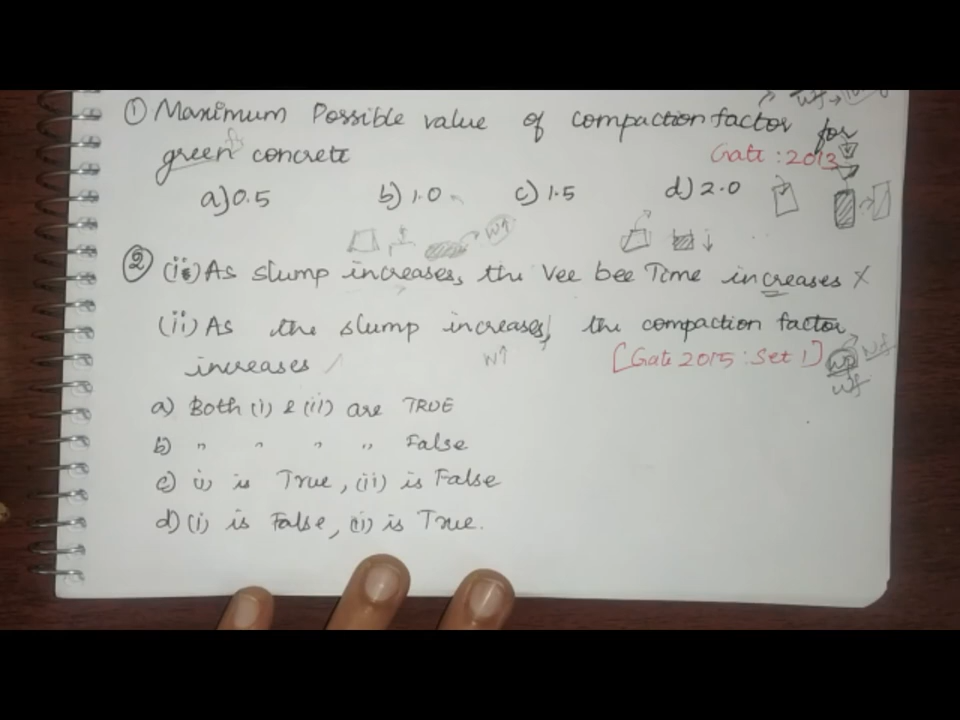 ① Maximum Possible value of compaction factor for
green concrete
Gate : 2013
a) 0.5 b) 1.0 c) 1.5 d) 2.0
W↑
② (i) As slump increases, the Vee bee Time increases ×
(ii) As the slump increases, the compaction factor
increases
W↑
[Gate 2015 : Set 1]
a) Both (i) & (ii) are TRUE
b) " " " " False
c) i) is True, (ii) is False
d) (i) is False, (i) is True.